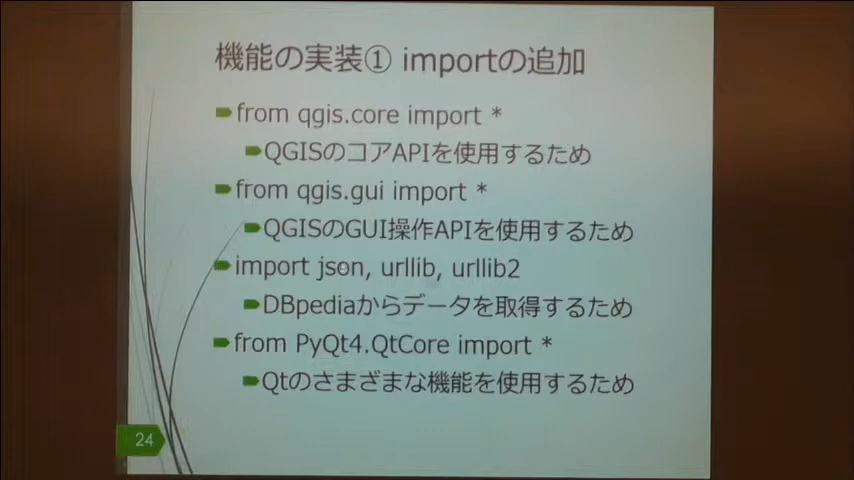 機能の実装① importの追加
from qgis.core import *
QGISのコアAPIを使用するため
from qgis.gui import *
QGISのGUI操作APIを使用するため
import json, urllib, urllib2
DBpediaからデータを取得するため
from PyQt4.QtCore import *
Qtのさまざまな機能を使用するため
24